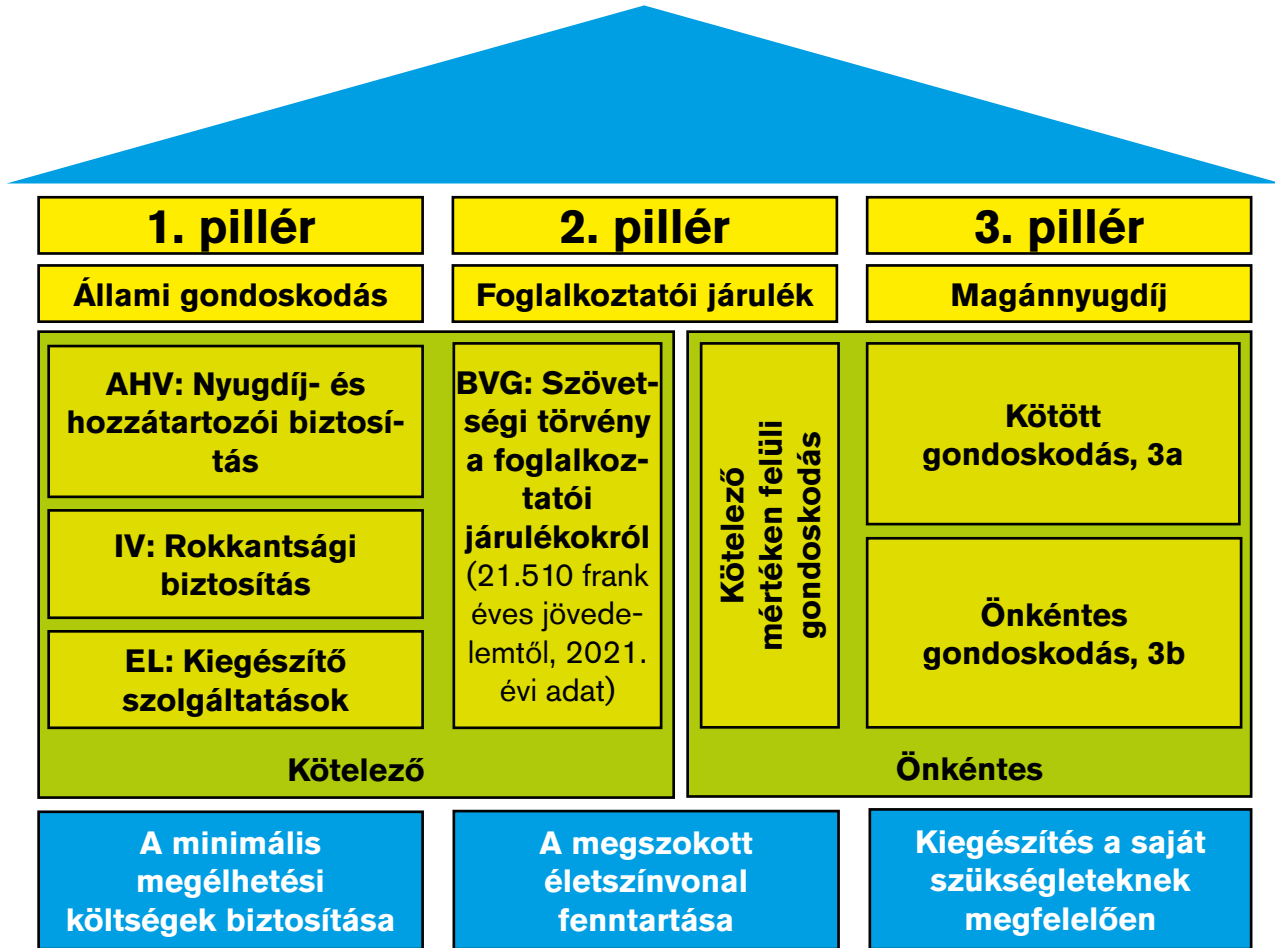 1. pillér
2. pillér
3. pillér
Állami gondoskodás
Foglalkoztatói járulék
Magánnyugdíj
AHV: Nyugdíj- és
hozzátartozói biztosí-
tás
IV: Rokkantsági
biztosítás
EL: Kiegészítő
szolgáltatások
BVG: Szövet-
ségi törvény
a foglalkoz-
tatói
járulékokról
(21.510 frank
éves jövede-
lemtől, 2021.
évi adat)
Kötelező
Kötelező
mértéken felüli
gondoskodás
Kötött
gondoskodás, 3a
Önkéntes
gondoskodás, 3b
Önkéntes
A minimális
megélhetési
költségek biztosítása
A megszokott
életszínvonal
fenntartása
Kiegészítés a saját
szükségleteknek
megfelelően